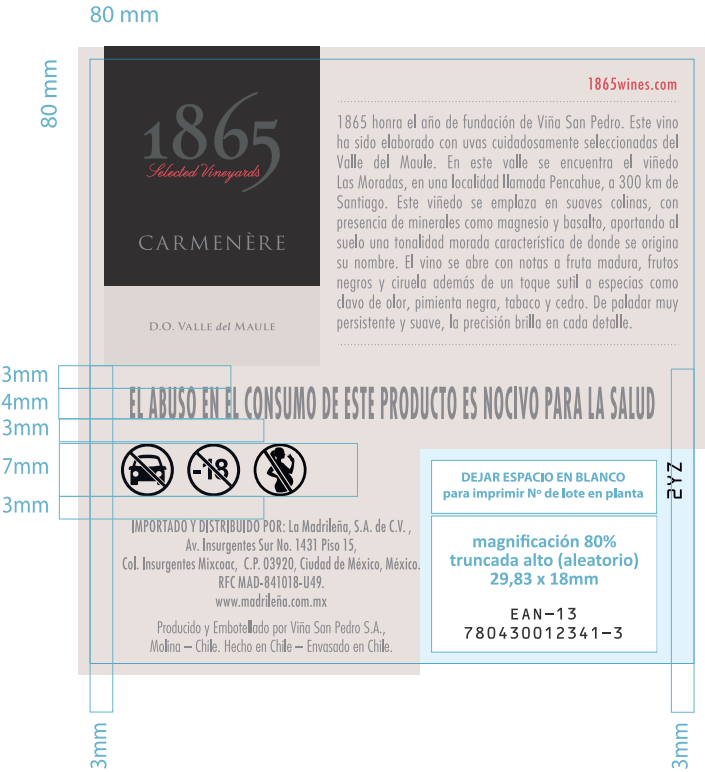 80 mm
80 mm
1865wines.com
1865
Selected Vineyards
CARMENÈRE
D.O. VALLE del MAULE
1865 honra el año de fundación de Viña San Pedro. Este vino
ha sido elaborado con uvas cuidadosamente seleccionadas del
Valle del Maule. En este valle se encuentra el viñedo
Las Moradas, en una localidad llamada Pencahue, a 300 km de
Santiago. Este viñedo se emplaza en suaves colinas, con
presencia de minerales como magnesio y basalto, aportando al
suelo una tonalidad morada característica de donde se origina
su nombre. El vino se abre con notas a fruta madura, frutos
negros y ciruela además de un toque sutil a especias como
clavo de olor, pimienta negra, tabaco y cedro. De paladar muy
persistente y suave, la precisión brilla en cada detalle.
3mm
4mm
3mm
7mm
3mm
EL ABUSO EN EL CONSUMO DE ESTE PRODUCTO ES NOCIVO PARA LA SALUD
-18
IMPORTADO Y DISTRIBUIDO POR: La Madrileña, S.A. de C.V. ,
Av. Insurgentes Sur No. 1431 Piso 15,
Col. Insurgentes Mixcoac, C.P. 03920, Ciudad de México, México.
RFC MAD-841018-U49.
www.madrileña.com.mx
Producido y Embotellado por Viña San Pedro S.A.,
Molina – Chile. Hecho en Chile – Envasado en Chile.
DEJAR ESPACIO EN BLANCO
para imprimir Nº de lote en planta
2YZ
magnificación 80%
truncada alto (aleatorio)
29,83 x 18mm
EAN-13
780430012341-3
3mm
3mm